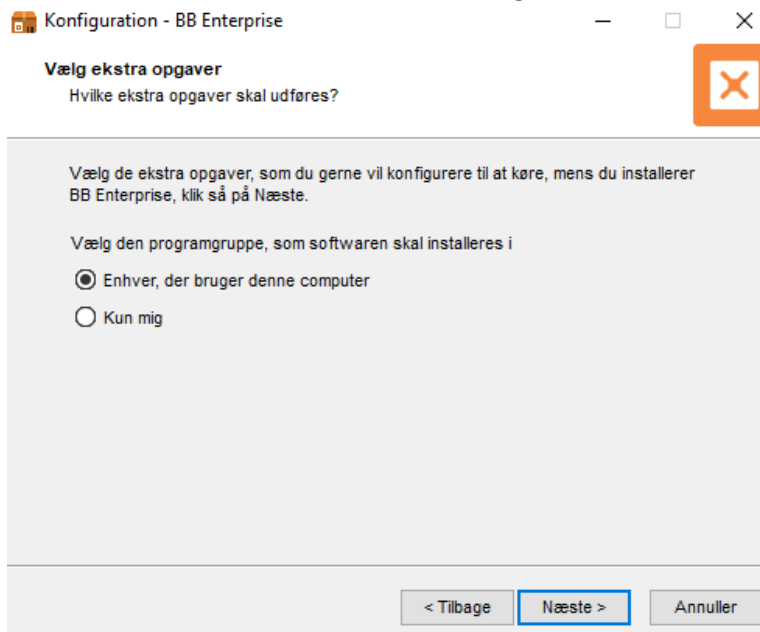 Konfiguration - BB Enterprise
Vælg ekstra opgaver
Hvilke ekstra opgaver skal udføres?
Vælg de ekstra opgaver, som du gerne vil konfigurere til at køre, mens du installerer
BB Enterprise, klik så på Næste.
Vælg den programgruppe, som softwaren skal installeres i
Enhver, der bruger denne computer
Kun mig
< Tilbage
Næste >
Annuller